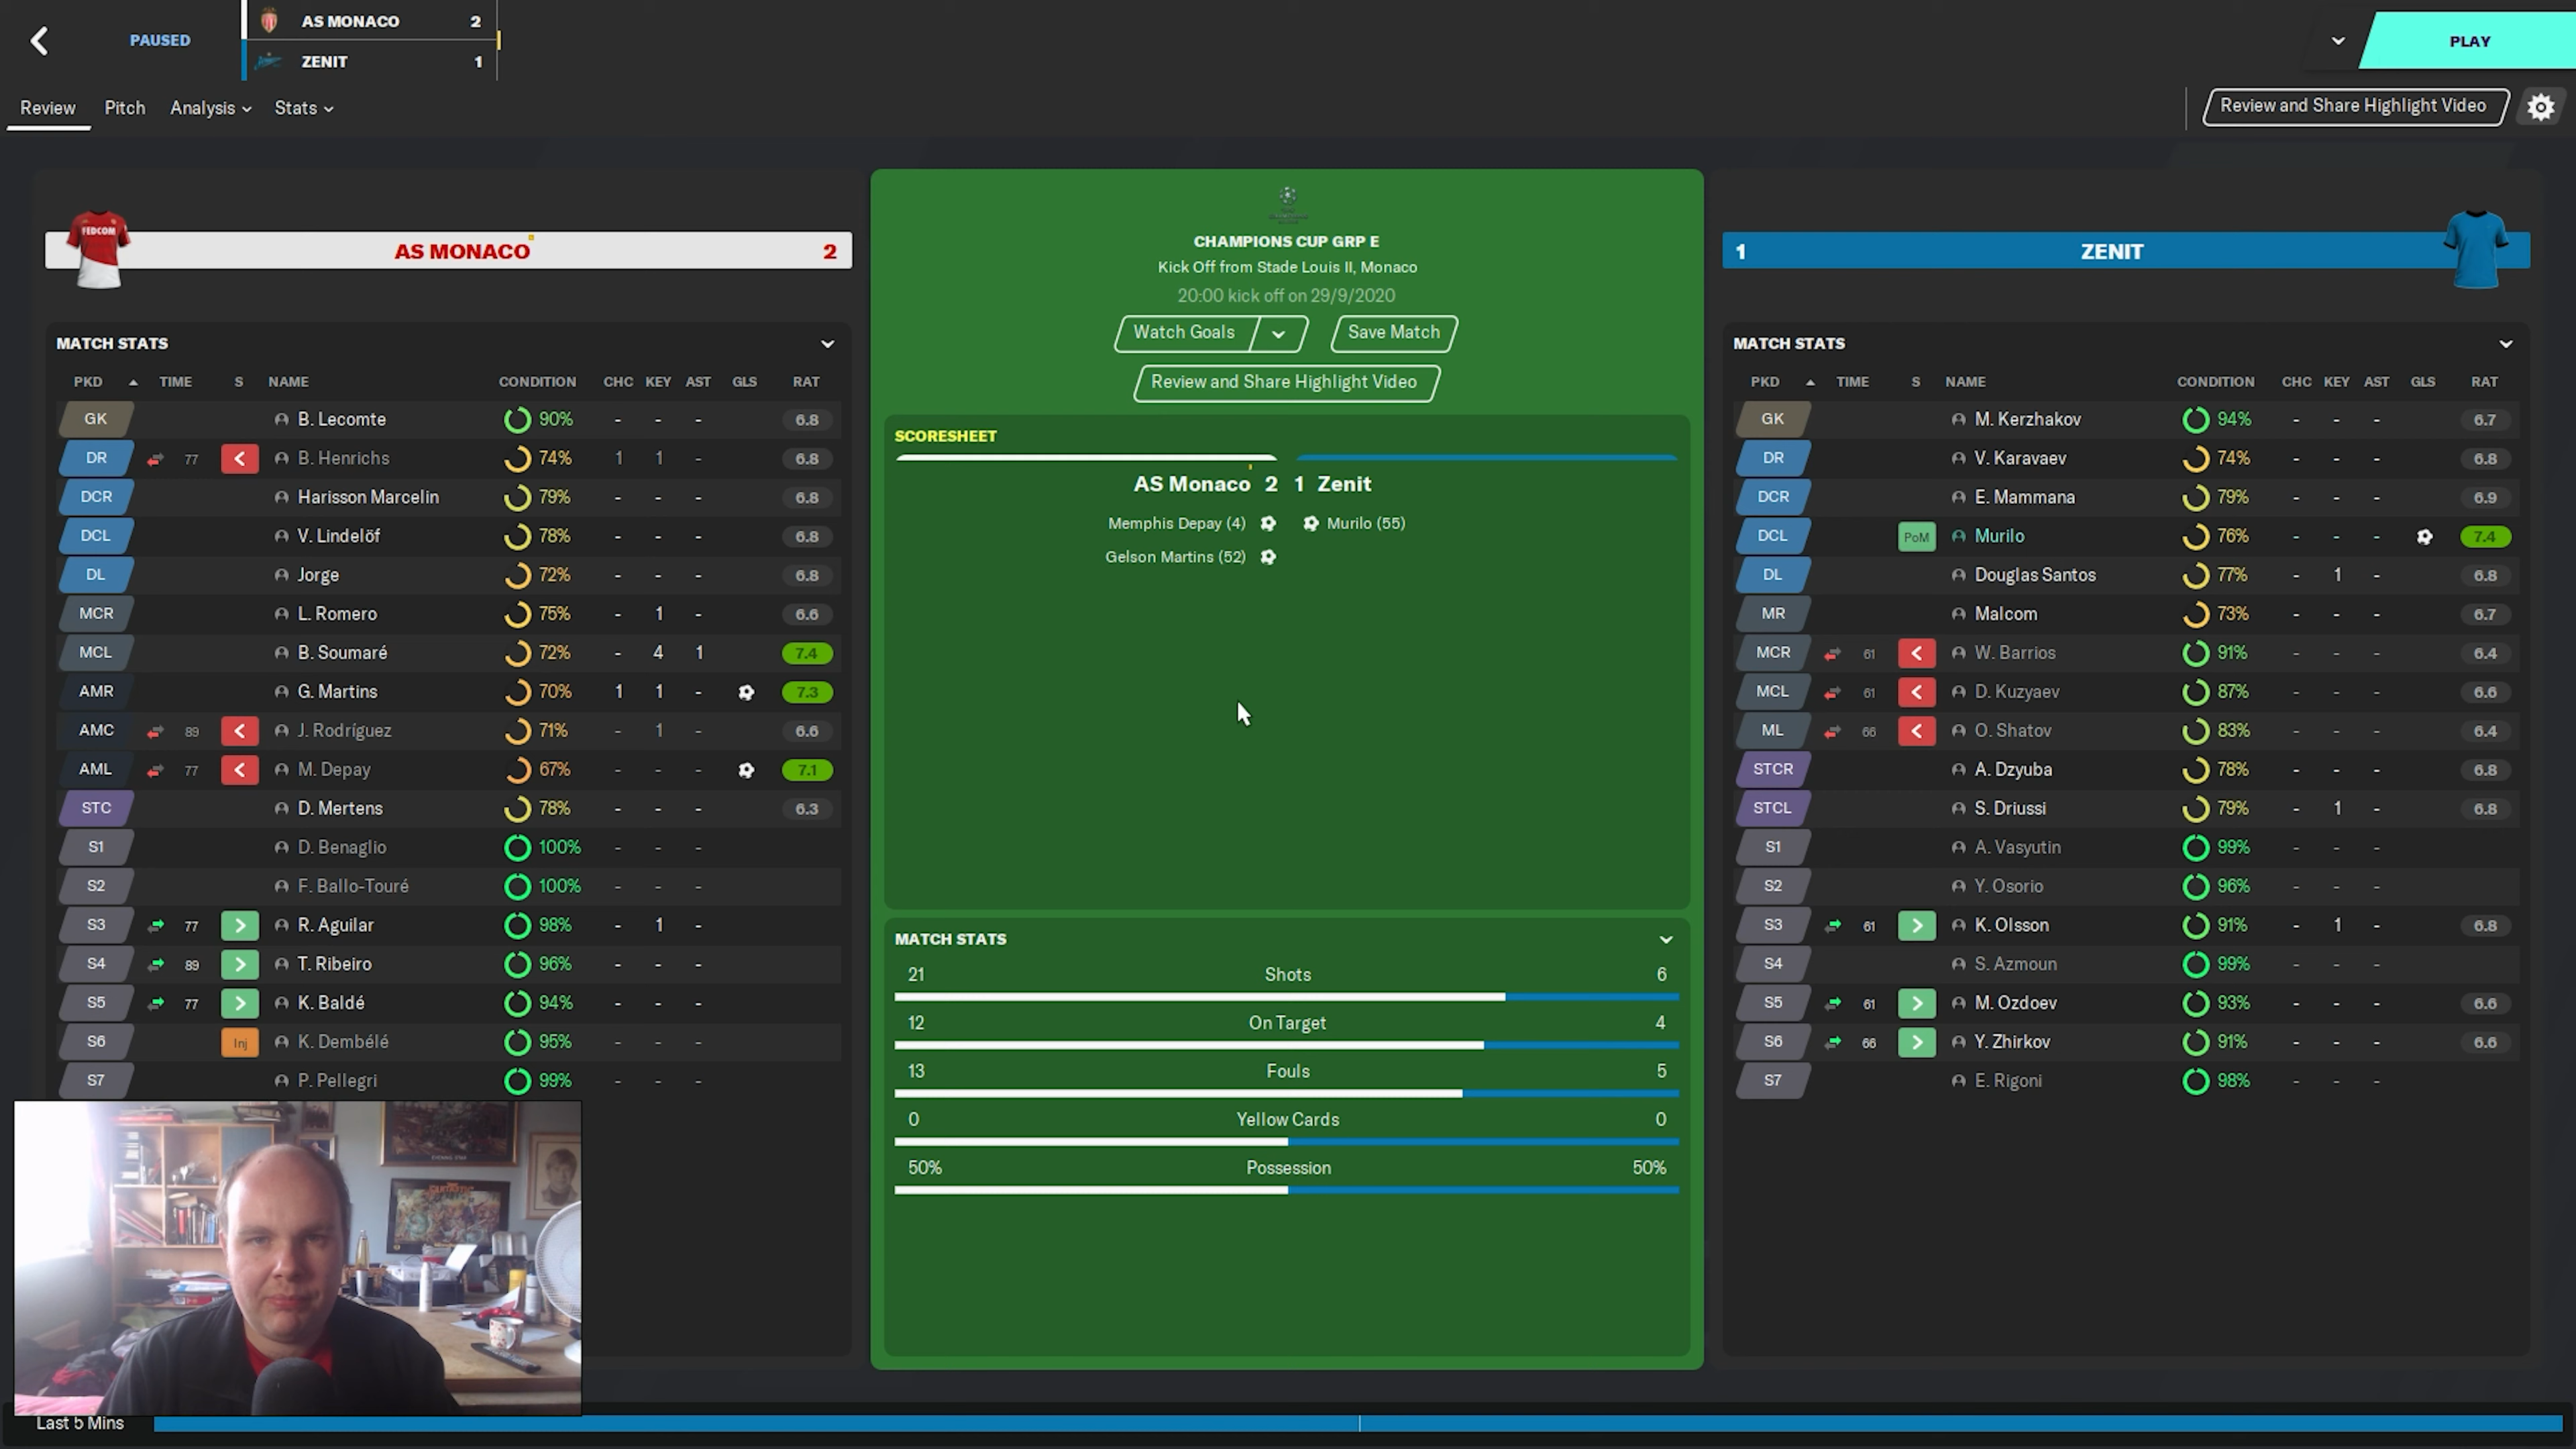 PAUSED
AS MONACO 2
ZENIT 1
PLAY
Review Pitch Analysis Stats
Review and Share Highlight Video
FEDCOM
AS MONACO 2
MATCH STATS
PKD TIME S NAME CONDITION CHC KEY AST GLS RAT
GK B. Lecomte 90% - - - 6.8
DR 77 B. Henrichs 74% 1 1 - 6.8
DCR Harisson Marcelin 79% - - - 6.8
DCL V. Lindelöf 78% - - - 6.8
DL Jorge 72% - - - 6.8
MCR L. Romero 75% - 1 - 6.6
MCL B. Soumaré 72% - 4 1 7.4
AMR G. Martins 70% 1 1 - 7.3
AMC 89 J. Rodríguez 71% - 1 - 6.6
AML 77 M. Depay 67% - - - 7.1
STC D. Mertens 78% - - - 6.3
S1 D. Benaglio 100% - - -
S2 F. Ballo-Touré 100% - - -
S3 77 R. Aguilar 98% - 1 -
S4 89 T. Ribeiro 96% - - -
S5 77 K. Baldé 94% - - -
S6 Inj K. Dembélé 95% - - -
S7 P. Pellegri 99% - - -
CHAMPIONS CUP GRP E
Kick Off from Stade Louis II, Monaco
20:00 kick off on 29/9/2020
Watch Goals Save Match
Review and Share Highlight Video
SCORESHEET
AS Monaco 2 1 Zenit
Memphis Depay (4) Murilo (55)
Gelson Martins (52)
MATCH STATS
21 Shots 6
12 On Target 4
13 Fouls 5
0 Yellow Cards 0
50% Possession 50%
1 ZENIT
MATCH STATS
PKD TIME S NAME CONDITION CHC KEY AST GLS RAT
GK M. Kerzhakov 94% - - - 6.7
DR V. Karavaev 74% - - - 6.8
DCR E. Mammana 79% - - - 6.9
DCL PoM Murilo 76% - - - 7.4
DL Douglas Santos 77% - 1 - 6.8
MR Malcom 73% - - - 6.7
MCR 61 W. Barrios 91% - - - 6.4
MCL 61 D. Kuzyaev 87% - - - 6.6
ML 66 O. Shatov 83% - - - 6.4
STCR A. Dzyuba 78% - - - 6.8
STCL S. Driussi 79% - 1 - 6.8
S1 A. Vasyutin 99% - - -
S2 Y. Osorio 96% - - -
S3 61 K. Olsson 91% - 1 - 6.8
S4 S. Azmoun 99% - - -
S5 61 M. Ozdoev 93% - - - 6.6
S6 66 Y. Zhirkov 91% - - - 6.6
S7 E. Rigoni 98% - - -
Last 5 Mins